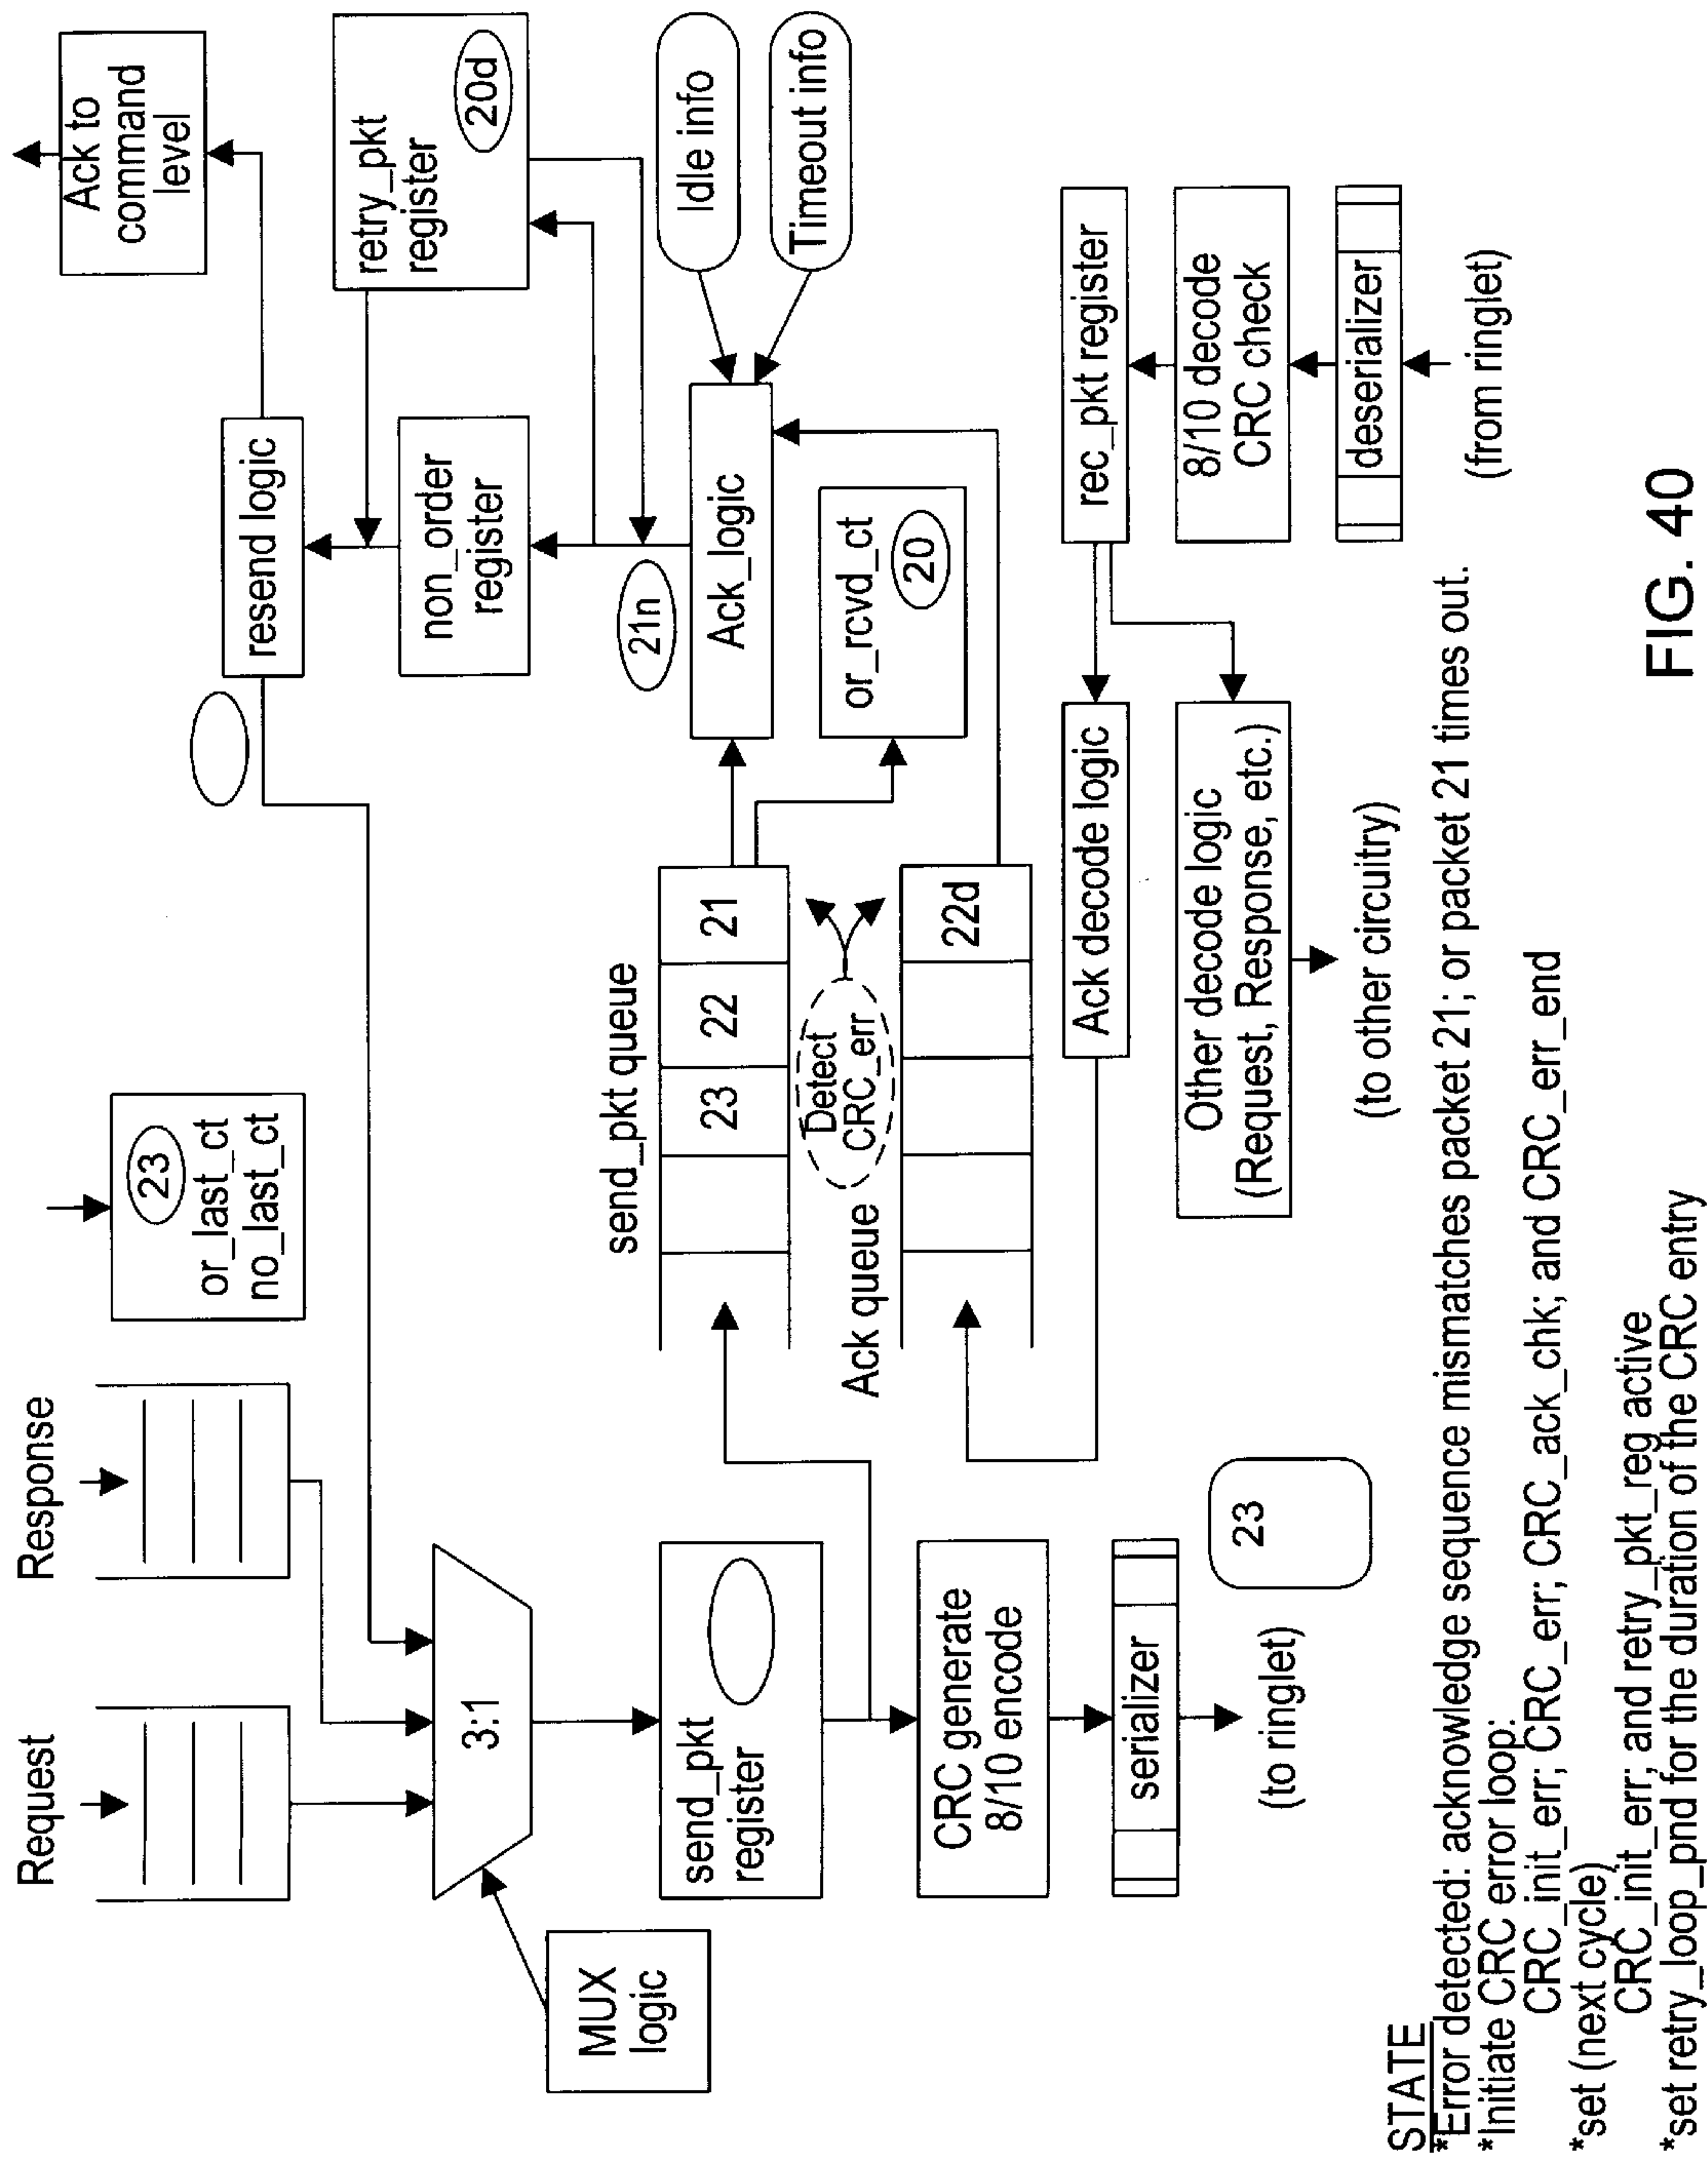 Request
Response
23
or_last_ct
no_last_ct
Ack to
command
level
resend logic
MUX
logic
3:1
non_order
register
retry_pkt
register
20d
21n
send_pkt
register
send_pkt queue
23
22
21
Ack_logic
Idle info
Timeout info
Detect
CRC_err
or_rcvd_ct
20
Ack queue
22d
CRC generate
8/10 encode
serializer
(to ringlet)
23
Ack decode logic
Other decode logic
(Request, Response, etc.)
(to other circuitry)
rec_pkt register
8/10 decode
CRC check
deserializer
(from ringlet)
STATE
*Error detected: acknowledge sequence mismatches packet 21; or packet 21 times out.
*Initiate CRC error loop:
CRC_init_err; CRC_err; CRC_ack_chk; and CRC_err_end
*set (next cycle)
CRC_init_err; and retry_pkt_reg active
*set retry_loop_pnd for the duration of the CRC entry
FIG. 40